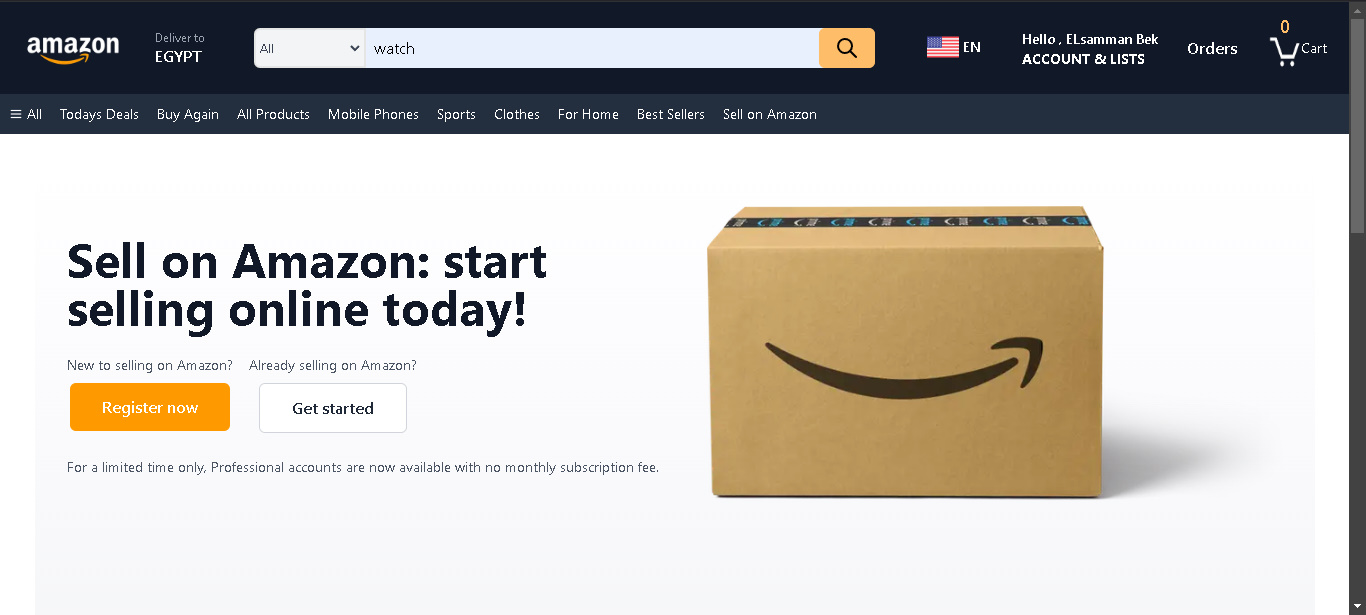 amazon
Deliver to
EGYPT
All
watch
EN
Hello , ELsamman Bek
ACCOUNT & LISTS
Orders
0
Cart
All
Todays Deals
Buy Again
All Products
Mobile Phones
Sports
Clothes
For Home
Best Sellers
Sell on Amazon
Sell on Amazon: start
selling online today!
New to selling on Amazon?
Already selling on Amazon?
Register now
Get started
For a limited time only, Professional accounts are now available with no monthly subscription fee.